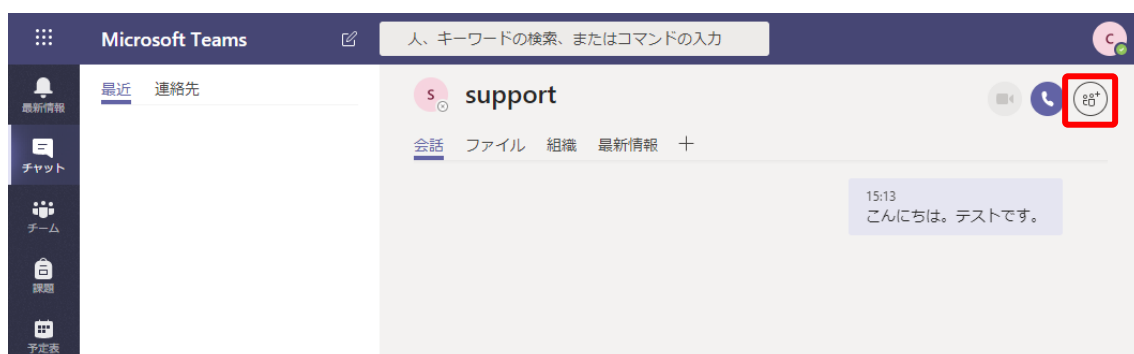 Microsoft Teams
人、キーワードの検索、またはコマンドの入力
C
最新情報
チャット
チーム
課題
予定表
最近 連絡先
S support
会話 ファイル 組織 最新情報 +
15:13
こんにちは。テストです。